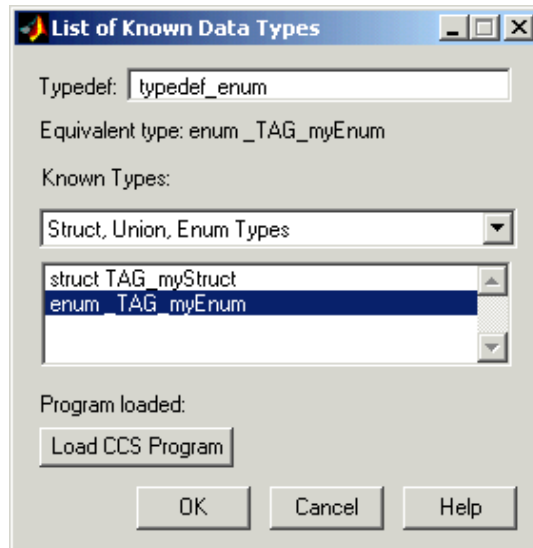 List of Known Data Types
Typedef: typedef_enum
Equivalent type: enum _TAG_myEnum
Known Types:
Struct, Union, Enum Types
struct TAG_myStruct
enum _TAG_myEnum
Program loaded:
Load CCS Program
OK Cancel Help